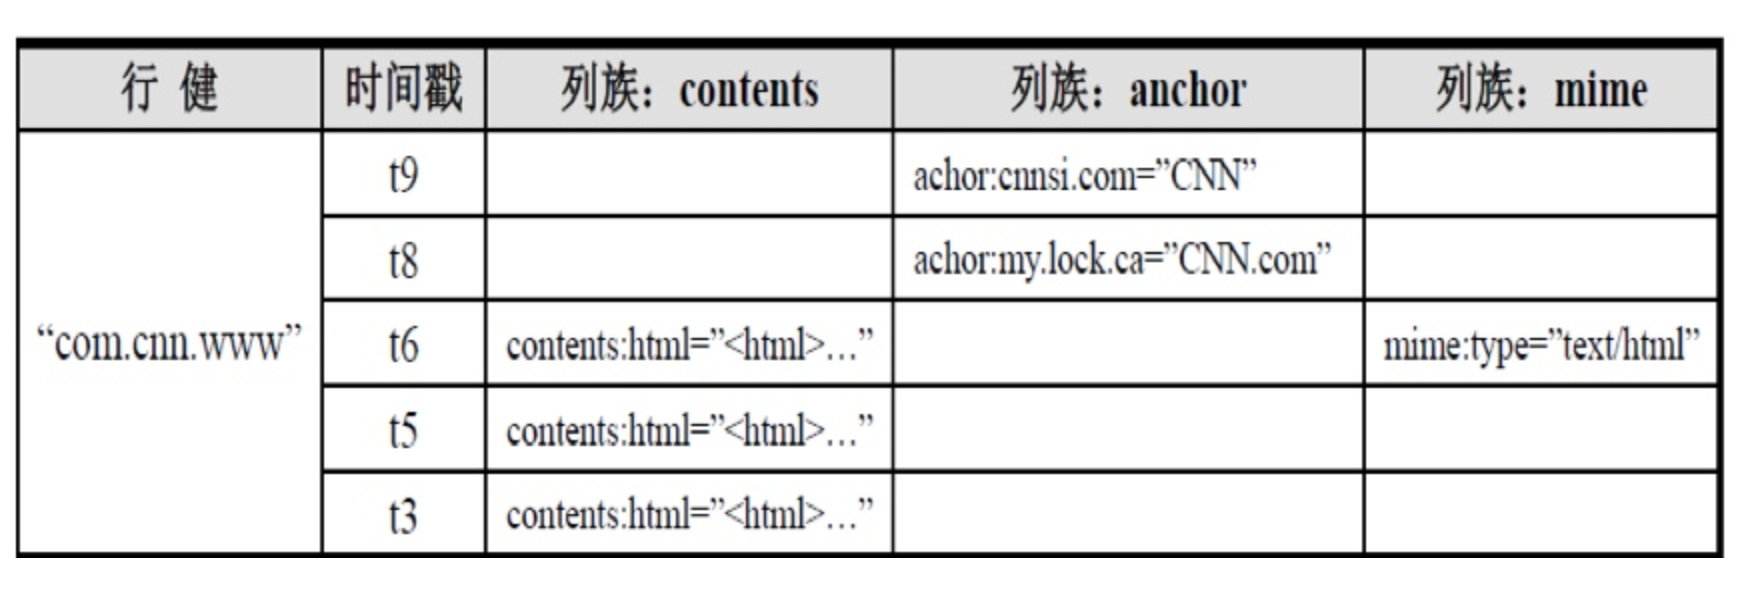 行 健 时间戳 列族：contents 列族：anchor 列族：mime
t9 achor:cnnsi.com=”CNN”
t8 achor:my.lock.ca=”CNN.com”
“com.cnn.www” t6 contents:html=”<html>…” mime:type=”text/html”
t5 contents:html=”<html>…”
t3 contents:html=”<html>…”